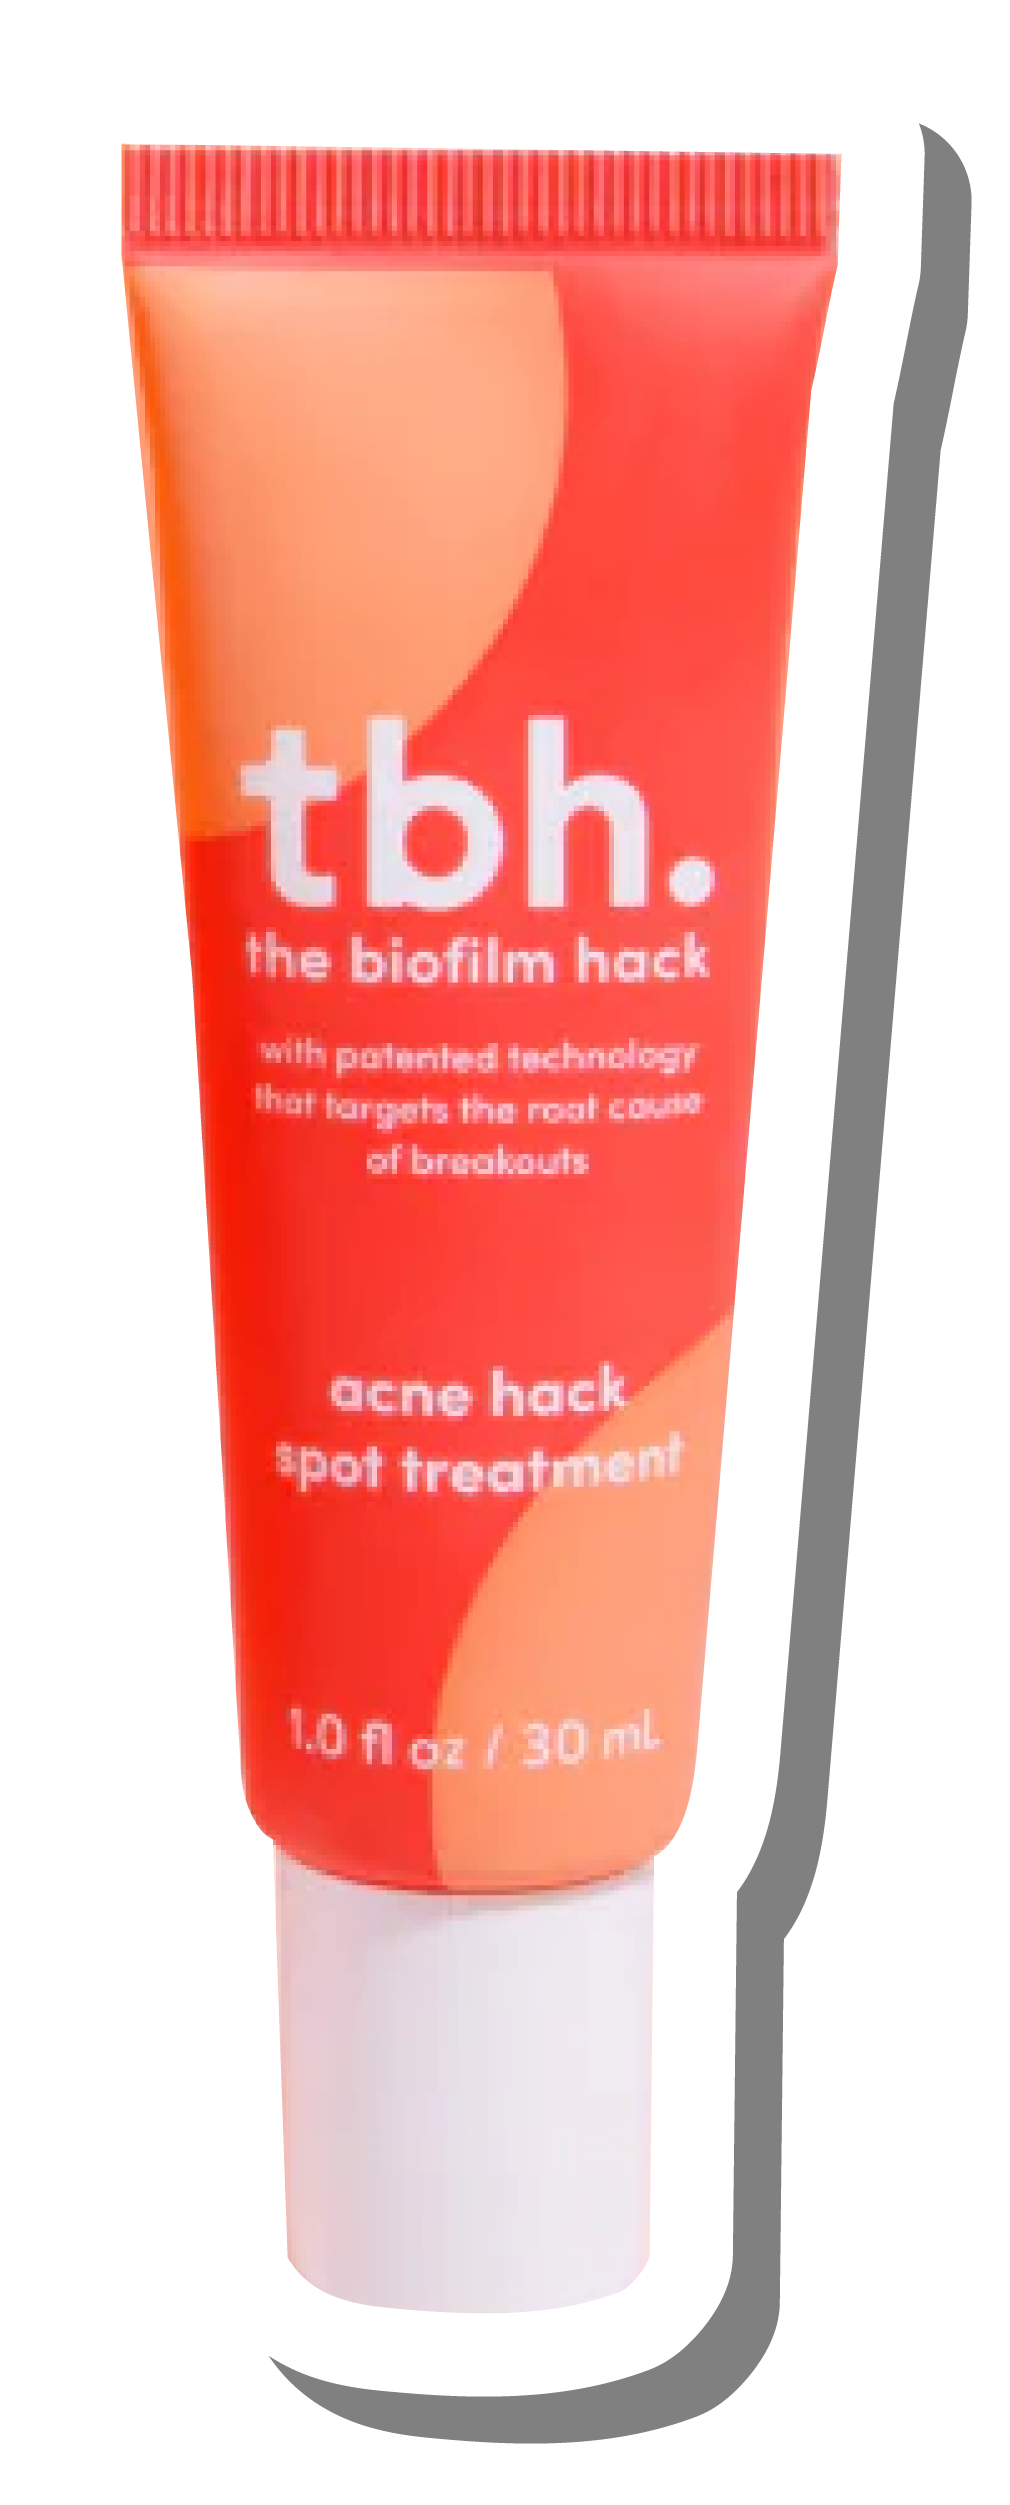 tbh.
the biofilm hack
with patented technology
that targets the root cause
of breakouts
acne hack
spot treatment
1.0 fl oz / 30 mL